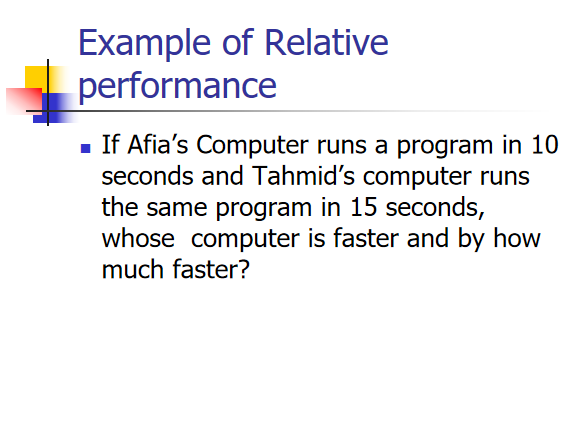 Example of Relative
performance
If Afia's Computer runs a program in 10
seconds and Tahmid's computer runs
the same program in 15 seconds,
whose  computer is faster and by how
much faster?